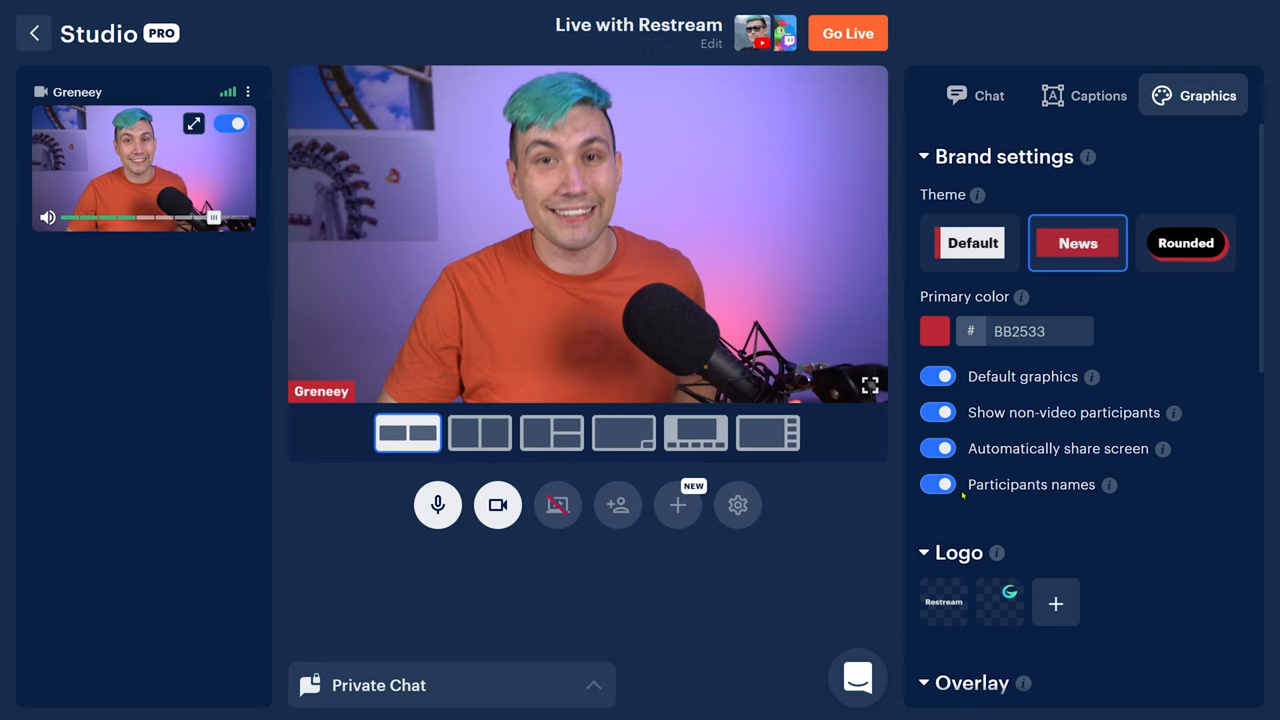 Studio PRO
Live with Restream
Edit
Go Live
Greneey
Greneey
NEW
Private Chat
Chat
Captions
Graphics
Brand settings
Theme
Default
News
Rounded
Primary color
# BB2533
Default graphics
Show non-video participants
Automatically share screen
Participants names
Logo
Restream
Overlay